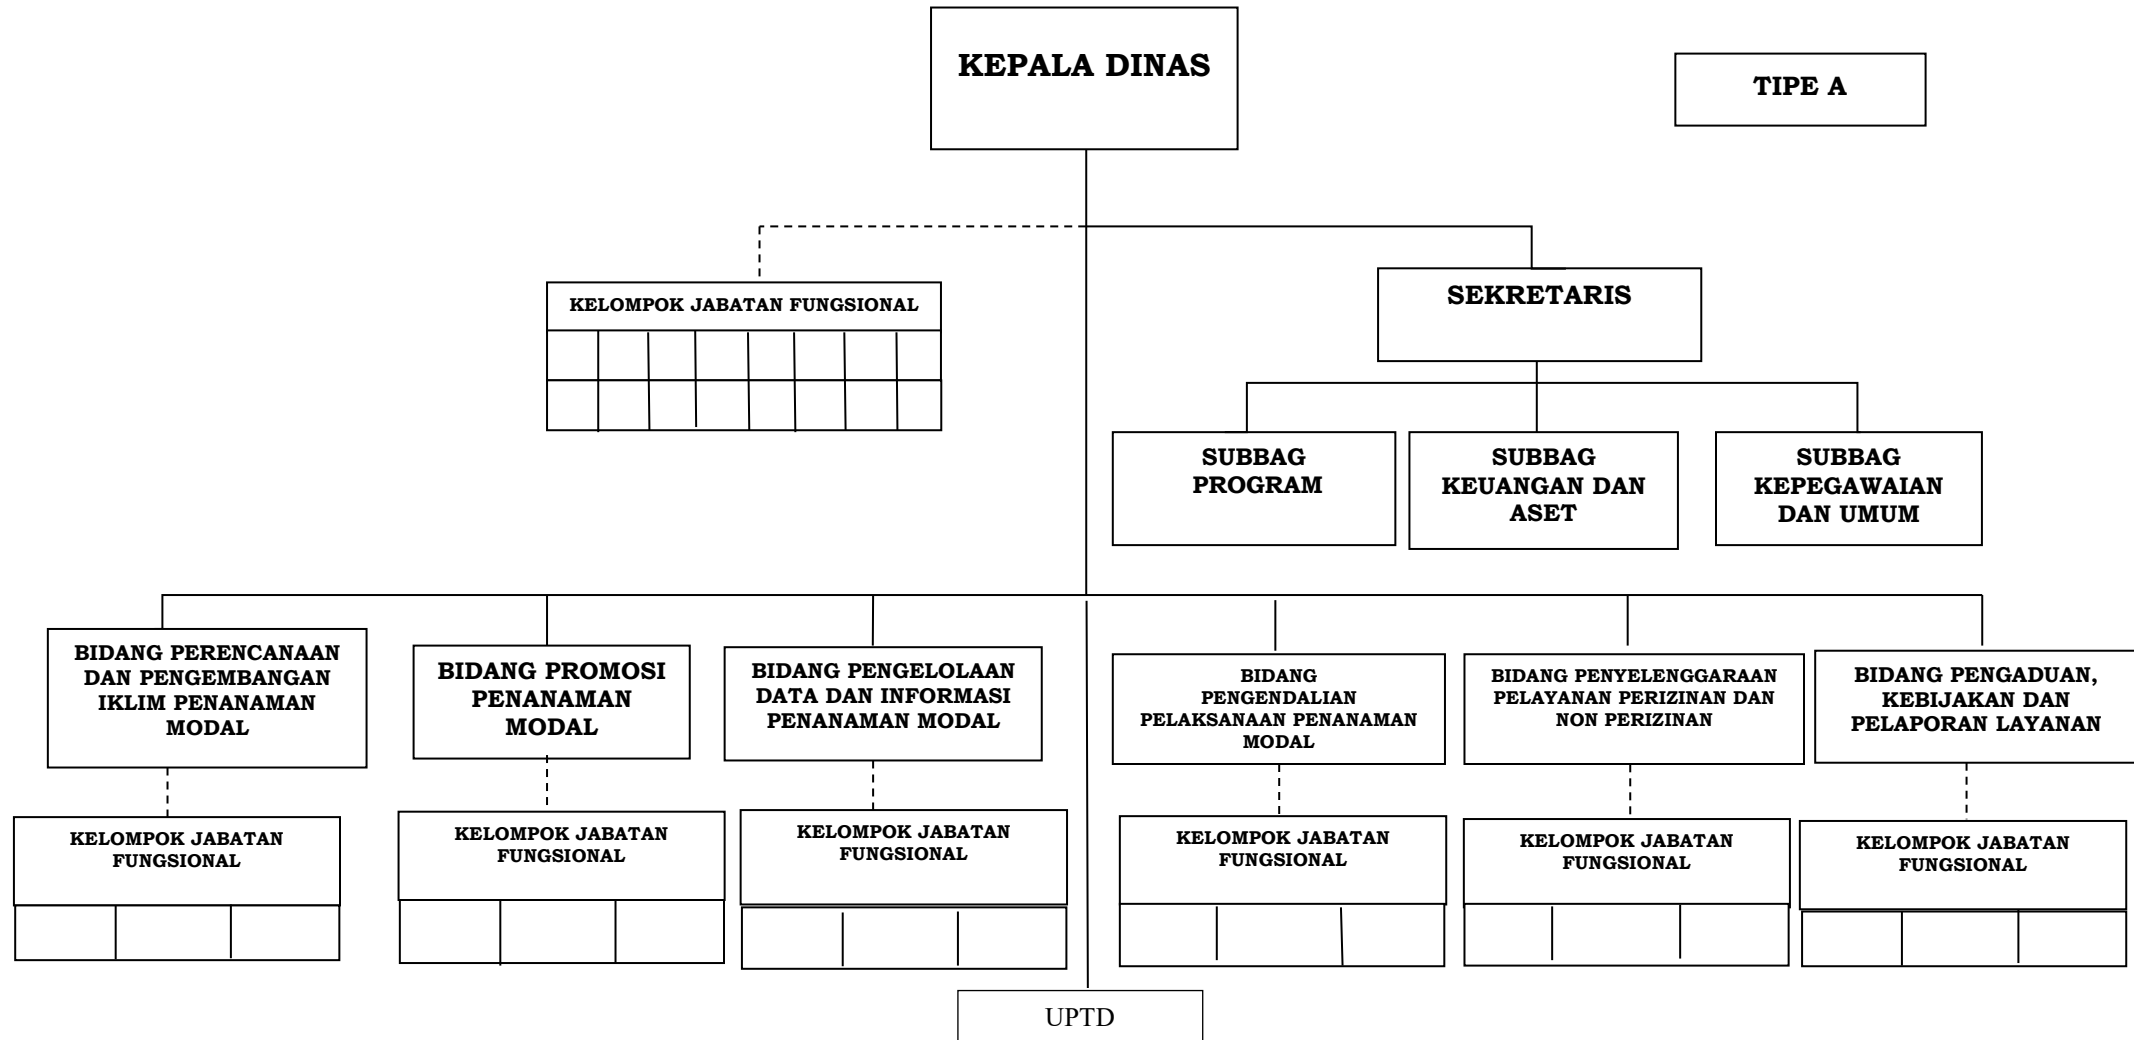 KEPALA DINAS
TIPE A
KELOMPOK JABATAN FUNGSIONAL
SEKRETARIS
SUBBAG
PROGRAM
SUBBAG
KEUANGAN DAN
ASET
SUBBAG
KEPEGAWAIAN
DAN UMUM
BIDANG PERENCANAAN
DAN PENGEMBANGAN
IKLIM PENANAMAN
MODAL
BIDANG PROMOSI
PENANAMAN
MODAL
BIDANG PENGELOLAAN
DATA DAN INFORMASI
PENANAMAN MODAL
BIDANG
PENGENDALIAN
PELAKSANAAN PENANAMAN
MODAL
BIDANG PENYELENGGARAAN
PELAYANAN PERIZINAN DAN
NON PERIZINAN
BIDANG PENGADUAN,
KEBIJAKAN DAN
PELAPORAN LAYANAN
KELOMPOK JABATAN
FUNGSIONAL
KELOMPOK JABATAN
FUNGSIONAL
KELOMPOK JABATAN
FUNGSIONAL
KELOMPOK JABATAN
FUNGSIONAL
KELOMPOK JABATAN
FUNGSIONAL
KELOMPOK JABATAN
FUNGSIONAL
UPTD